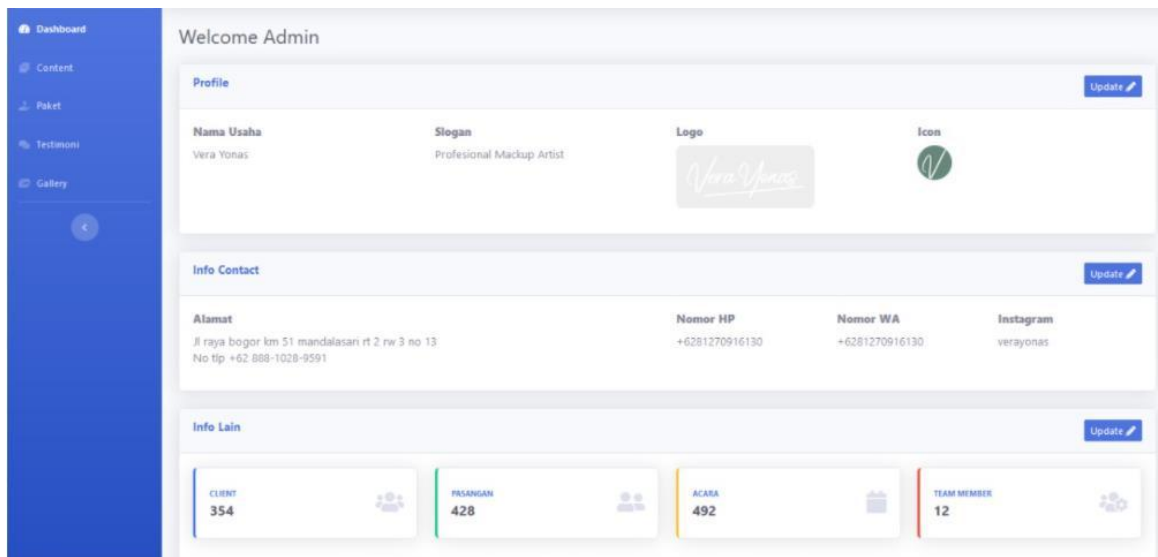 Dashboard
Content
Paket
Testimoni
Gallery
Welcome Admin
Profile
Update
Nama Usaha
Slogan
Logo
Icon
Vera Yonas
Profesional Mackup Artist
Vera Yonas
V
Info Contact
Update
Alamat
Nomor HP
Nomor WA
Instagram
Jl raya bogor km 51 mandalasari rt 2 rw 3 no 13
+6281270916130
+6281270916130
verayonas
No tlp +62 888-1028-9591
Info Lain
Update
CLIENT
354
PASANGAN
428
ACARA
492
TEAM MEMBER
12